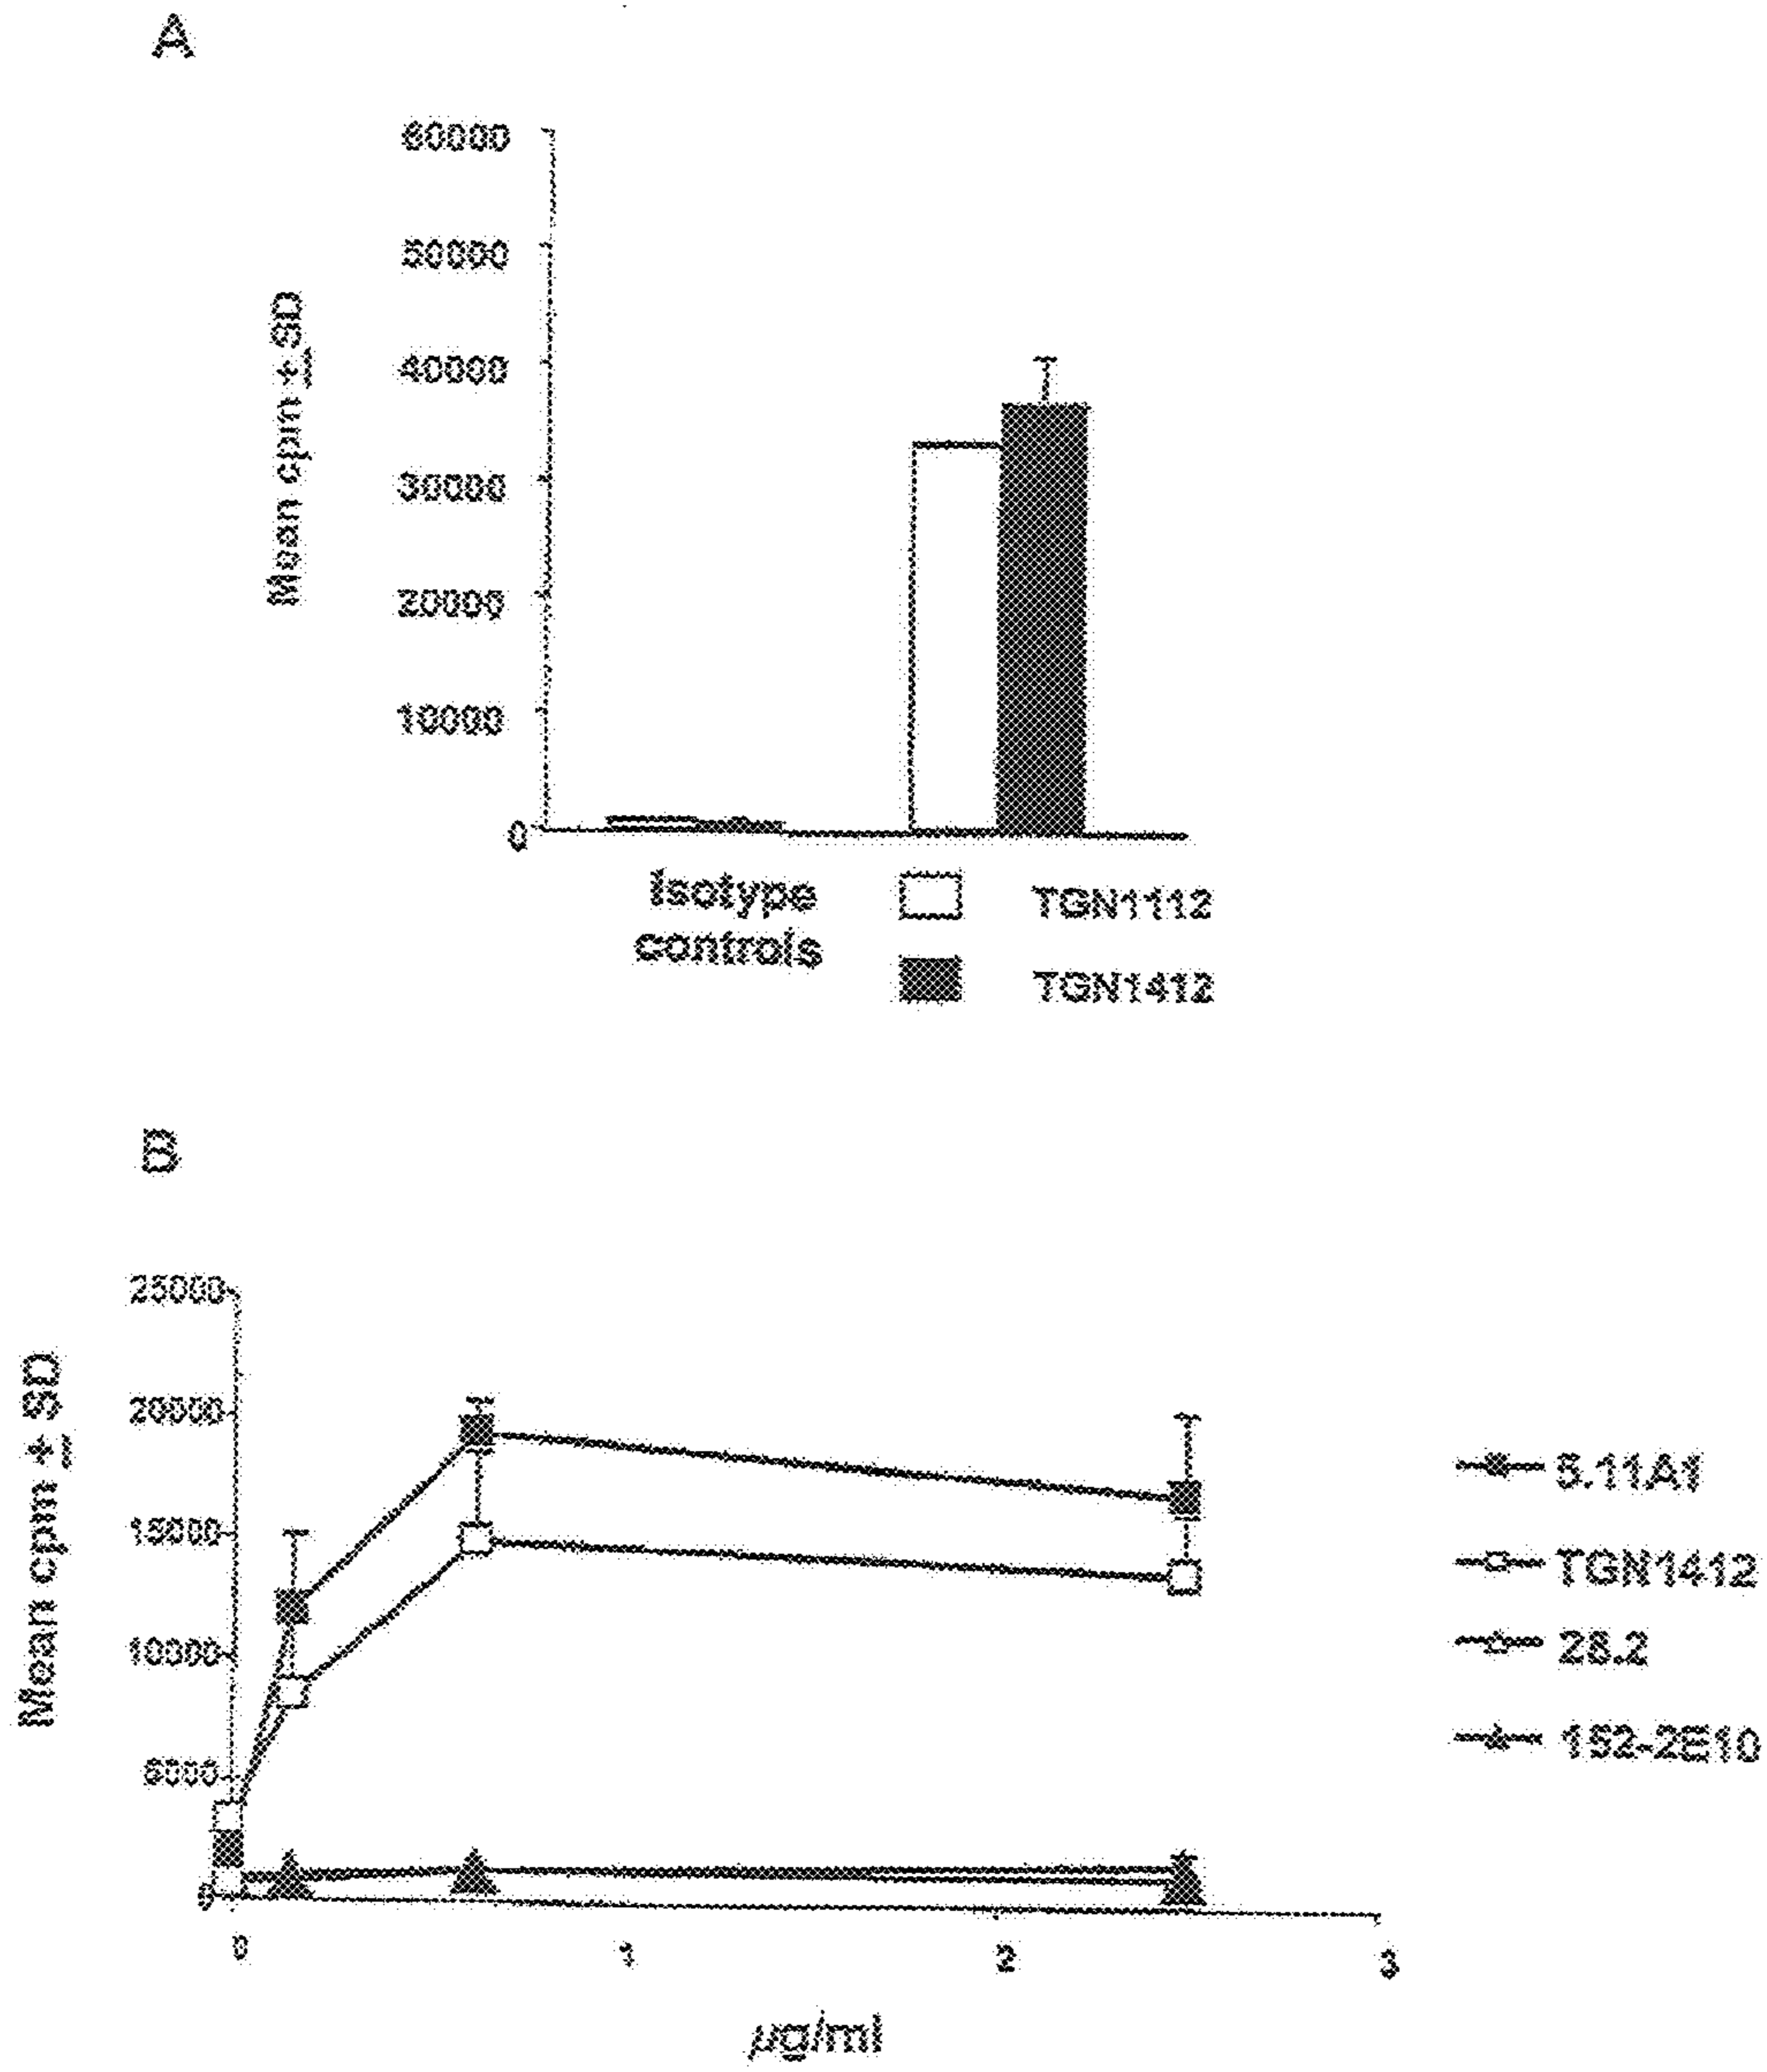 A
60000
50000
40000
30000
20000
10000
0
Mean cpm ± SD
Isotype
controls
TGN1112
TGN1412
B
25000
20000
15000
10000
5000
0
Mean cpm ± SD
0 1 2 3
µg/ml
5.11A1
TGN1412
28.2
152-2E10